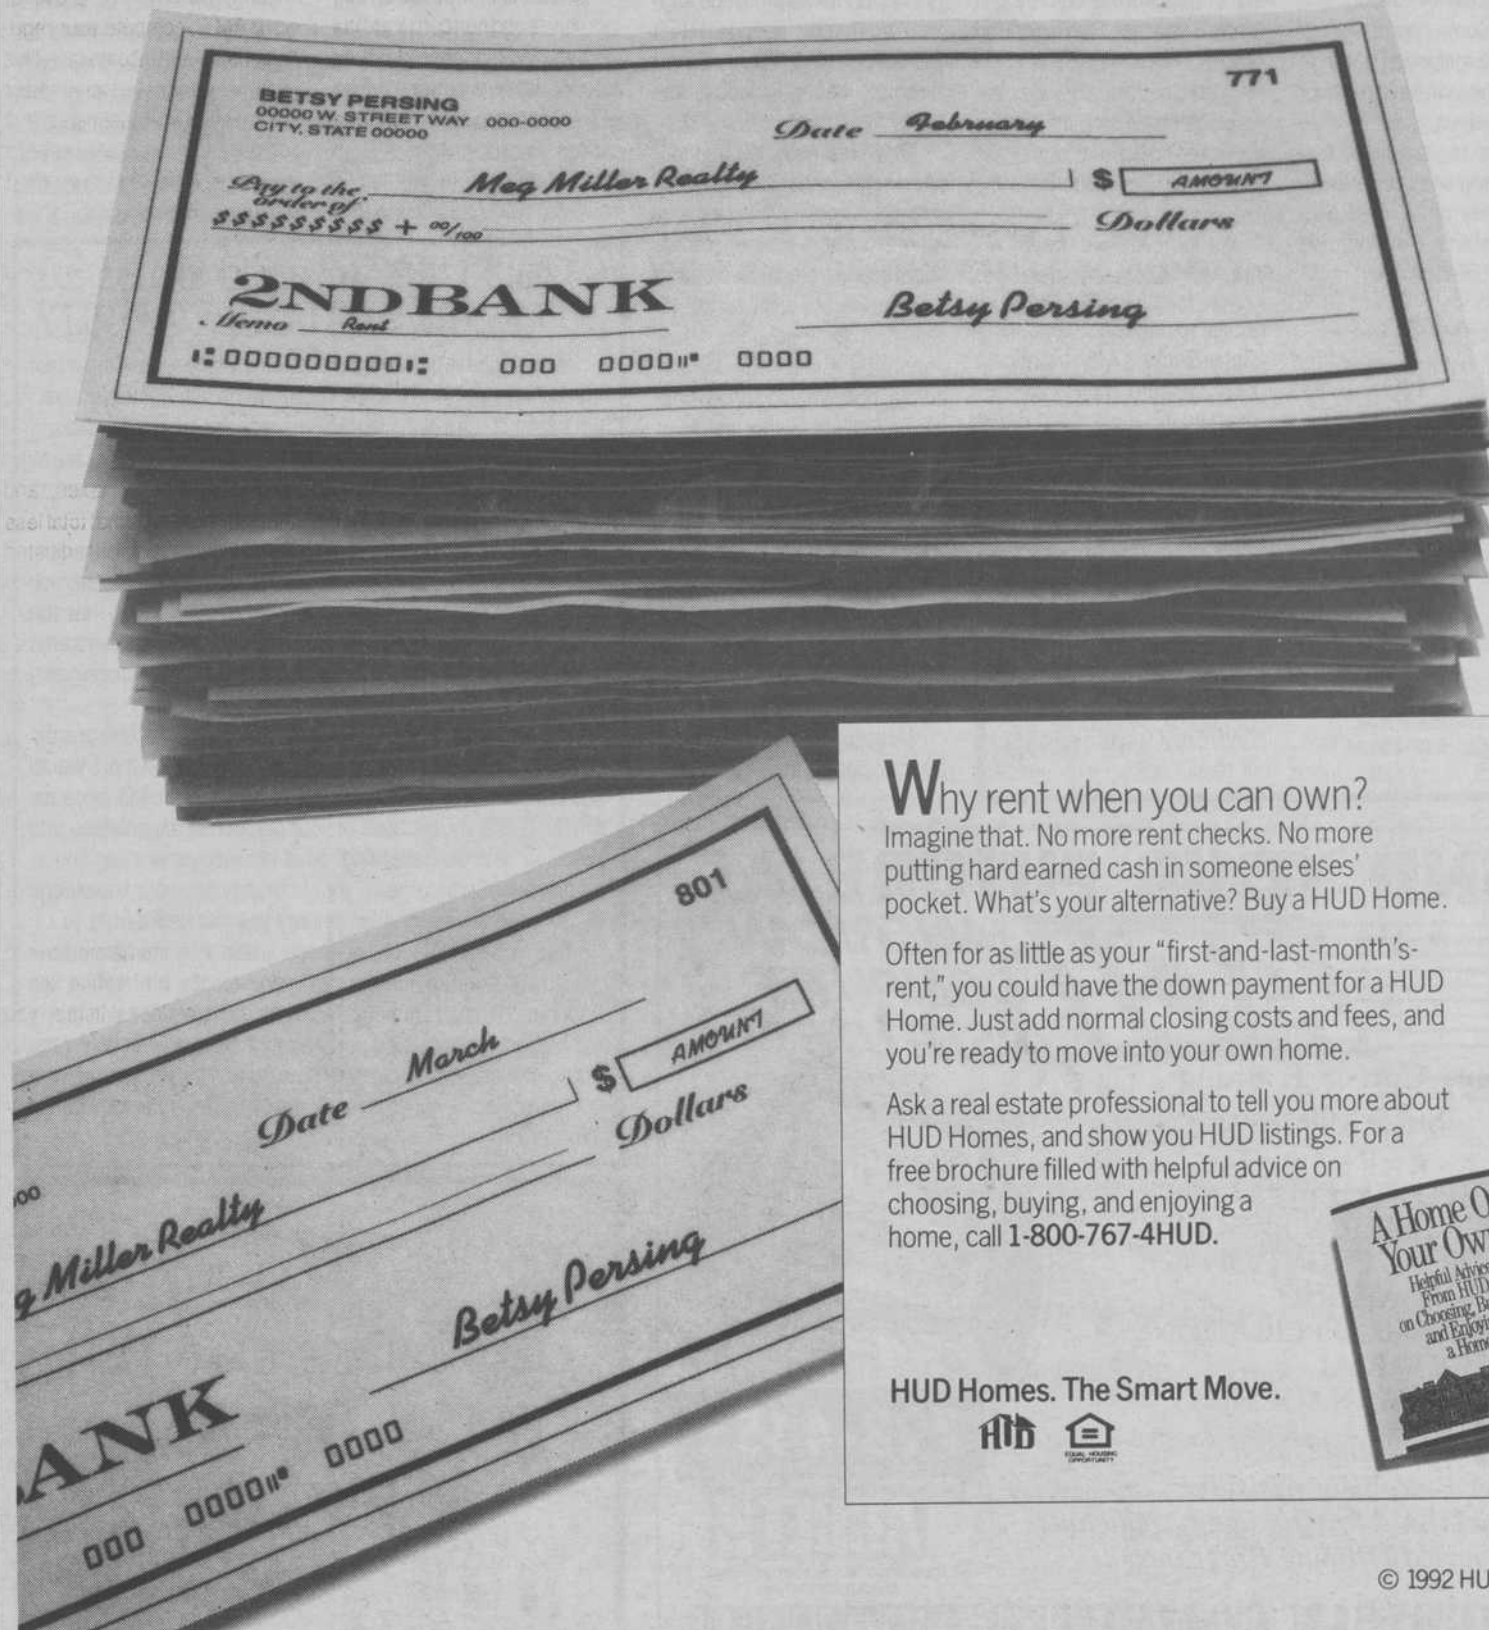 771
BETSY PERSING
00000 W. STREET WAY 000-0000
CITY, STATE 00000
Date February
Pay to the order of Meg Miller Realty $ AMOUNT
$$$$$$$$$ + 00/100 Dollars
2NDBANK
Memo Rent Betsy Persing
⑆000000000⑆ 000 0000⑈ 0000
801
Date March
$ AMOUNT
Miller Realty
Dollars
ANK
Betsy Persing
000 0000⑈ 0000
Why rent when you can own?
Imagine that. No more rent checks. No more
putting hard earned cash in someone elses'
pocket. What's your alternative? Buy a HUD Home.
Often for as little as your "first-and-last-month's-
rent," you could have the down payment for a HUD
Home. Just add normal closing costs and fees, and
you're ready to move into your own home.
Ask a real estate professional to tell you more about
HUD Homes, and show you HUD listings. For a
free brochure filled with helpful advice on
choosing, buying, and enjoying a
home, call 1-800-767-4HUD.
A Home O
Your Ow
Helpful Advice
From HUD
on Choosing, B
and Enjoyi
a Home
HUD Homes. The Smart Move.
HUD
EQUAL HOUSING
OPPORTUNITY
© 1992 HU